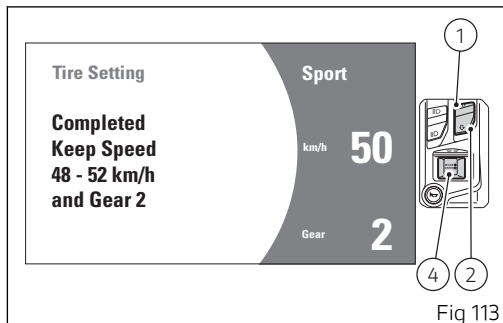 Tire Setting
Completed
Keep Speed
48 - 52 km/h
and Gear 2
Sport
km/h 50
Gear 2
1
4 2
Fig 113